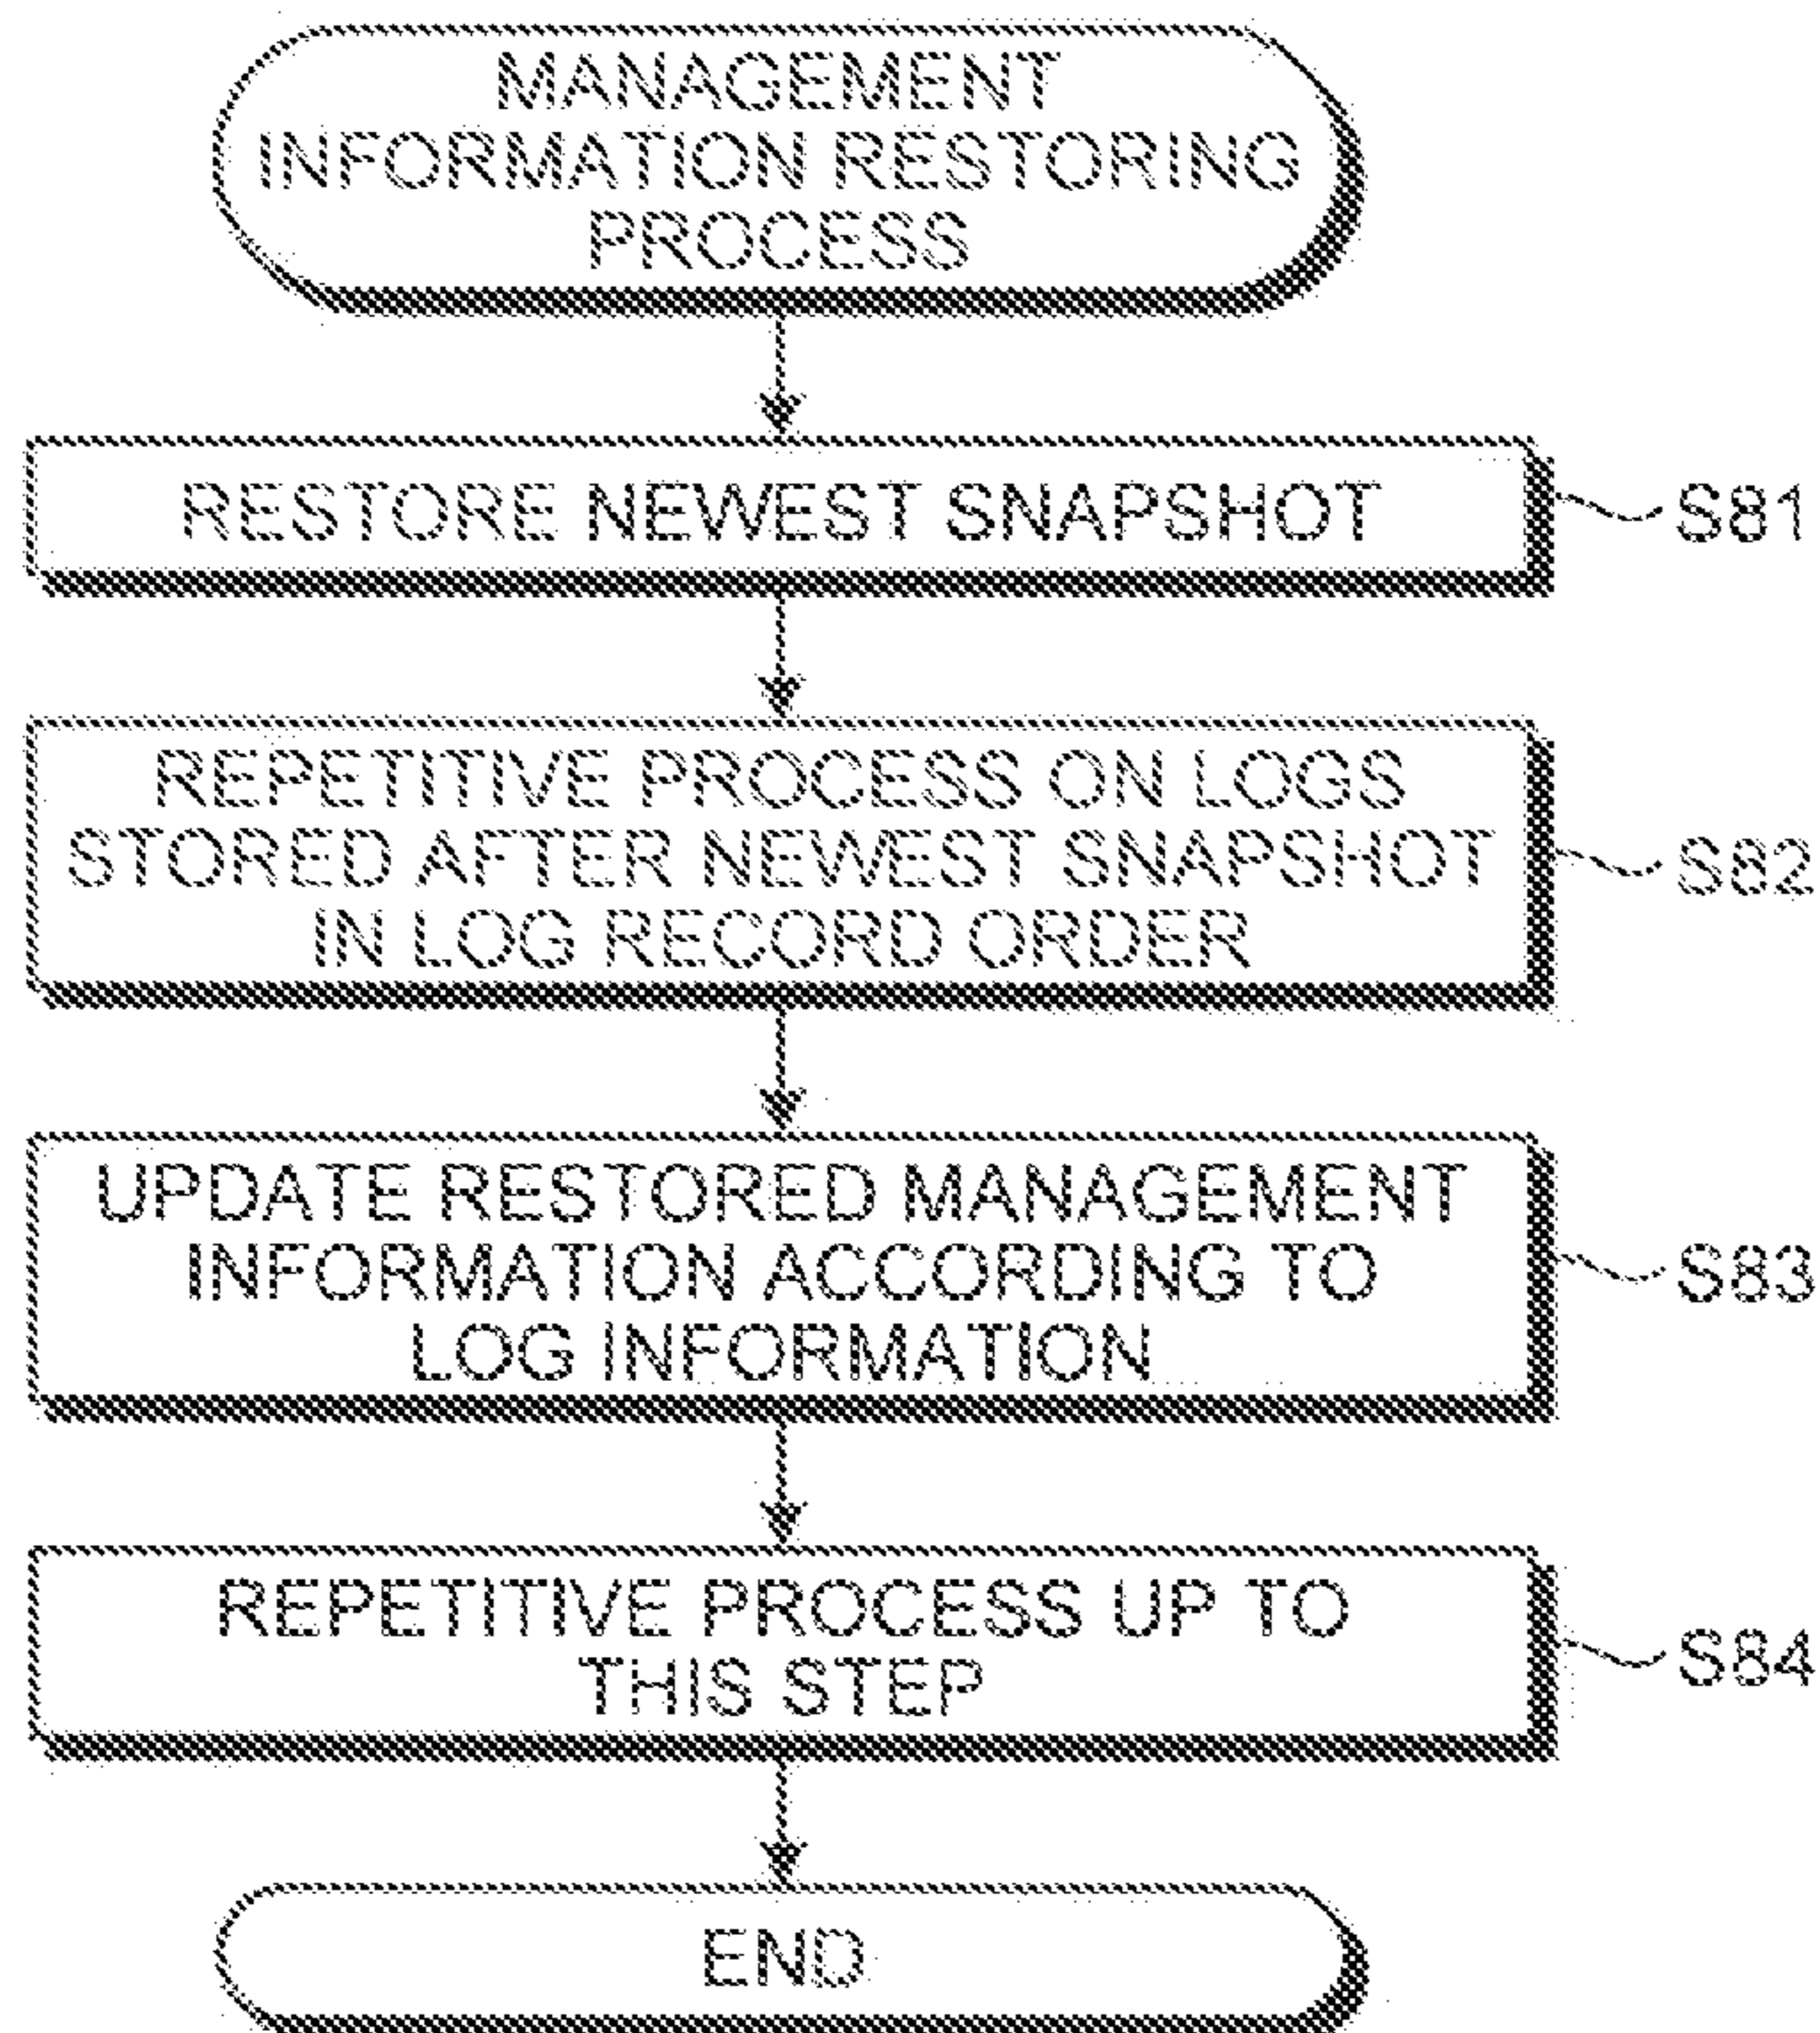 MANAGEMENT
INFORMATION RESTORING
PROCESS
RESTORE NEWEST SNAPSHOT
S81
REPETITIVE PROCESS ON LOGS
STORED AFTER NEWEST SNAPSHOT
IN LOG RECORD ORDER
S82
UPDATE RESTORED MANAGEMENT
INFORMATION ACCORDING TO
LOG INFORMATION
S83
REPETITIVE PROCESS UP TO
THIS STEP
S84
END